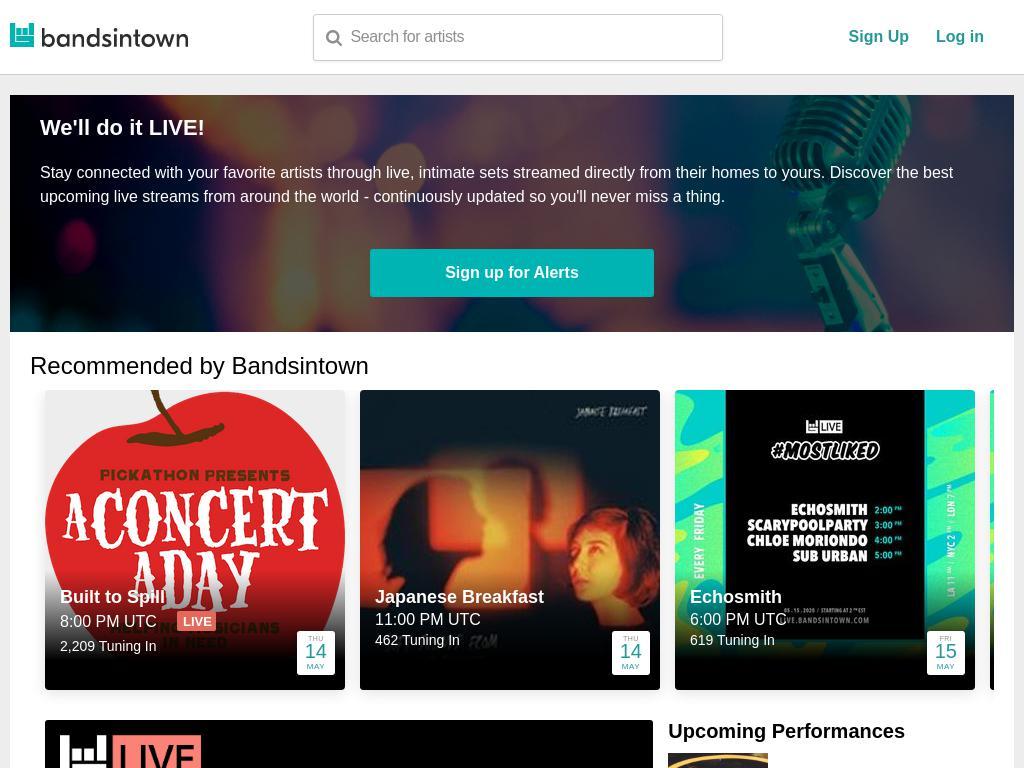 bandsintown
Search for artists
Sign Up
Log in
We'll do it LIVE!
Stay connected with your favorite artists through live, intimate sets streamed directly from their homes to yours. Discover the best
upcoming live streams from around the world - continuously updated so you'll never miss a thing.
Sign up for Alerts
Recommended by Bandsintown
PICKATHON PRESENTS
A CONCERT
A DAY
Built to Spill
8:00 PM UTC
LIVE
2,209 Tuning In
THU
14
MAY
JAPANESE BREAKFAST
Japanese Breakfast
11:00 PM UTC
462 Tuning In
THU
14
MAY
LIVE
#MOSTLIKED
ECHOSMITH 2:00 PM
SCARYPOOLPARTY 3:00 PM
CHLOE MORIONDO 4:00 PM
SUB URBAN 5:00 PM
EVERY FRIDAY
LA 11 AM / NYC 2 PM / LDN 7 PM
Echosmith
6:00 PM UTC
619 Tuning In
FRI
15
MAY
LIVE
Upcoming Performances